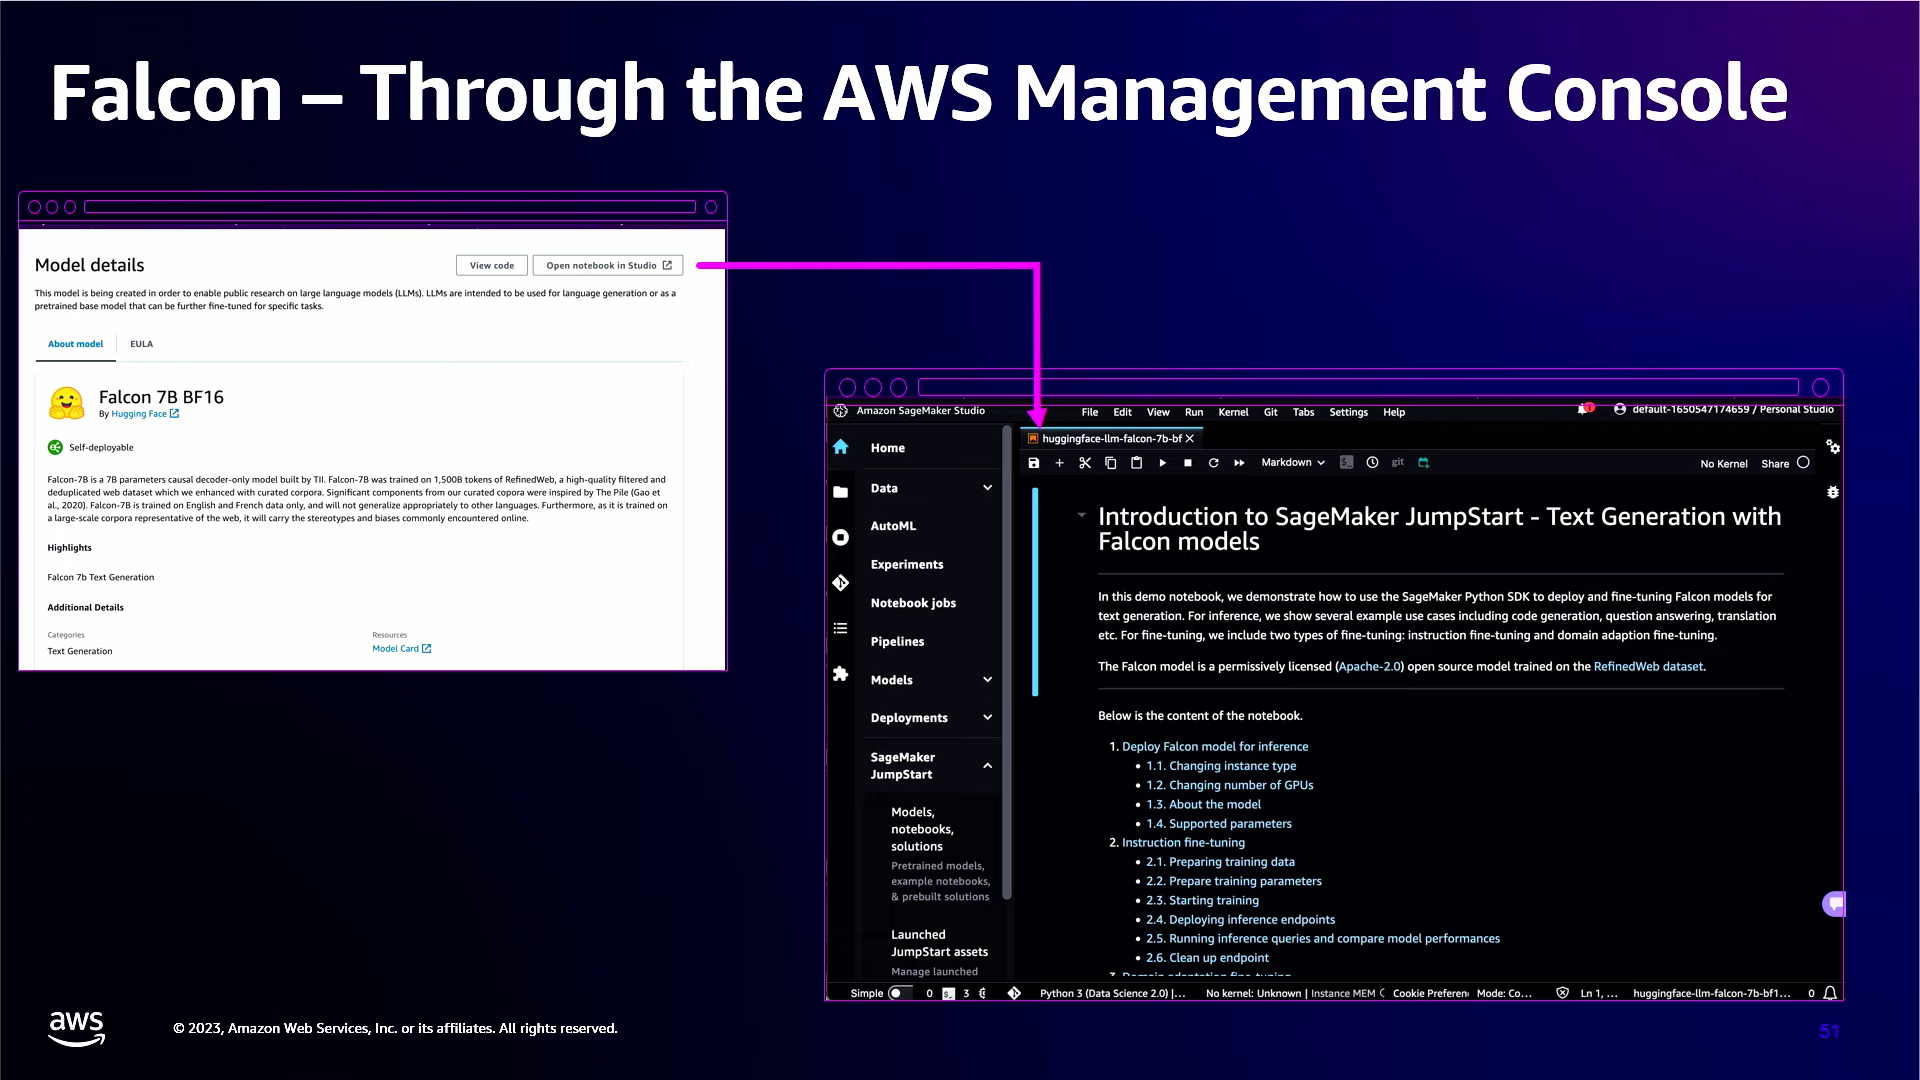 Falcon – Through the AWS Management Console
Model details
View code
Open notebook in Studio
This model is being created in order to enable public research on large language models (LLMs). LLMs are intended to be used for language generation or as a
pretrained base model that can be further fine-tuned for specific tasks.
About model
EULA
Falcon 7B BF16
By Hugging Face
Self-deployable
Falcon-7B is a 7B parameters causal decoder-only model built by TII. Falcon-7B was trained on 1,500B tokens of RefinedWeb, a high-quality filtered and
deduplicated web dataset which we enhanced with curated corpora. Significant components from our curated copora were inspired by The Pile (Gao et
al., 2020). Falcon-7B is trained on English and French data only, and will not generalize appropriately to other languages. Furthermore, as it is trained on
a large-scale corpora representative of the web, it will carry the stereotypes and biases commonly encountered online.
Highlights
Falcon 7b Text Generation
Additional Details
Categories
Text Generation
Resources
Model Card
Amazon SageMaker Studio
File Edit View Run Kernel Git Tabs Settings Help
1
default-1650547174659 / Personal Studio
Home
Data
AutoML
Experiments
Notebook jobs
Pipelines
Models
Deployments
SageMaker
JumpStart
Models,
notebooks,
solutions
Pretrained models,
example notebooks,
& prebuilt solutions
Launched
JumpStart assets
Manage launched
huggingface-llm-falcon-7b-bf
Markdown
git
No Kernel Share
Introduction to SageMaker JumpStart - Text Generation with
Falcon models
In this demo notebook, we demonstrate how to use the SageMaker Python SDK to deploy and fine-tuning Falcon models for
text generation. For inference, we show several example use cases including code generation, question answering, translation
etc. For fine-tuning, we include two types of fine-tuning: instruction fine-tuning and domain adaption fine-tuning.
The Falcon model is a permissively licensed (Apache-2.0) open source model trained on the RefinedWeb dataset.
Below is the content of the notebook.
1. Deploy Falcon model for inference
• 1.1. Changing instance type
• 1.2. Changing number of GPUs
• 1.3. About the model
• 1.4. Supported parameters
2. Instruction fine-tuning
• 2.1. Preparing training data
• 2.2. Prepare training parameters
• 2.3. Starting training
• 2.4. Deploying inference endpoints
• 2.5. Running inference queries and compare model performances
• 2.6. Clean up endpoint
3. Domain adaptation fine-tuning
Simple 0 3 Python 3 (Data Science 2.0) |... No kernel: Unknown | Instance MEM Cookie Preferen Mode: Co... Ln 1, ... huggingface-llm-falcon-7b-bf1... 0
aws
© 2023, Amazon Web Services, Inc. or its affiliates. All rights reserved.
51